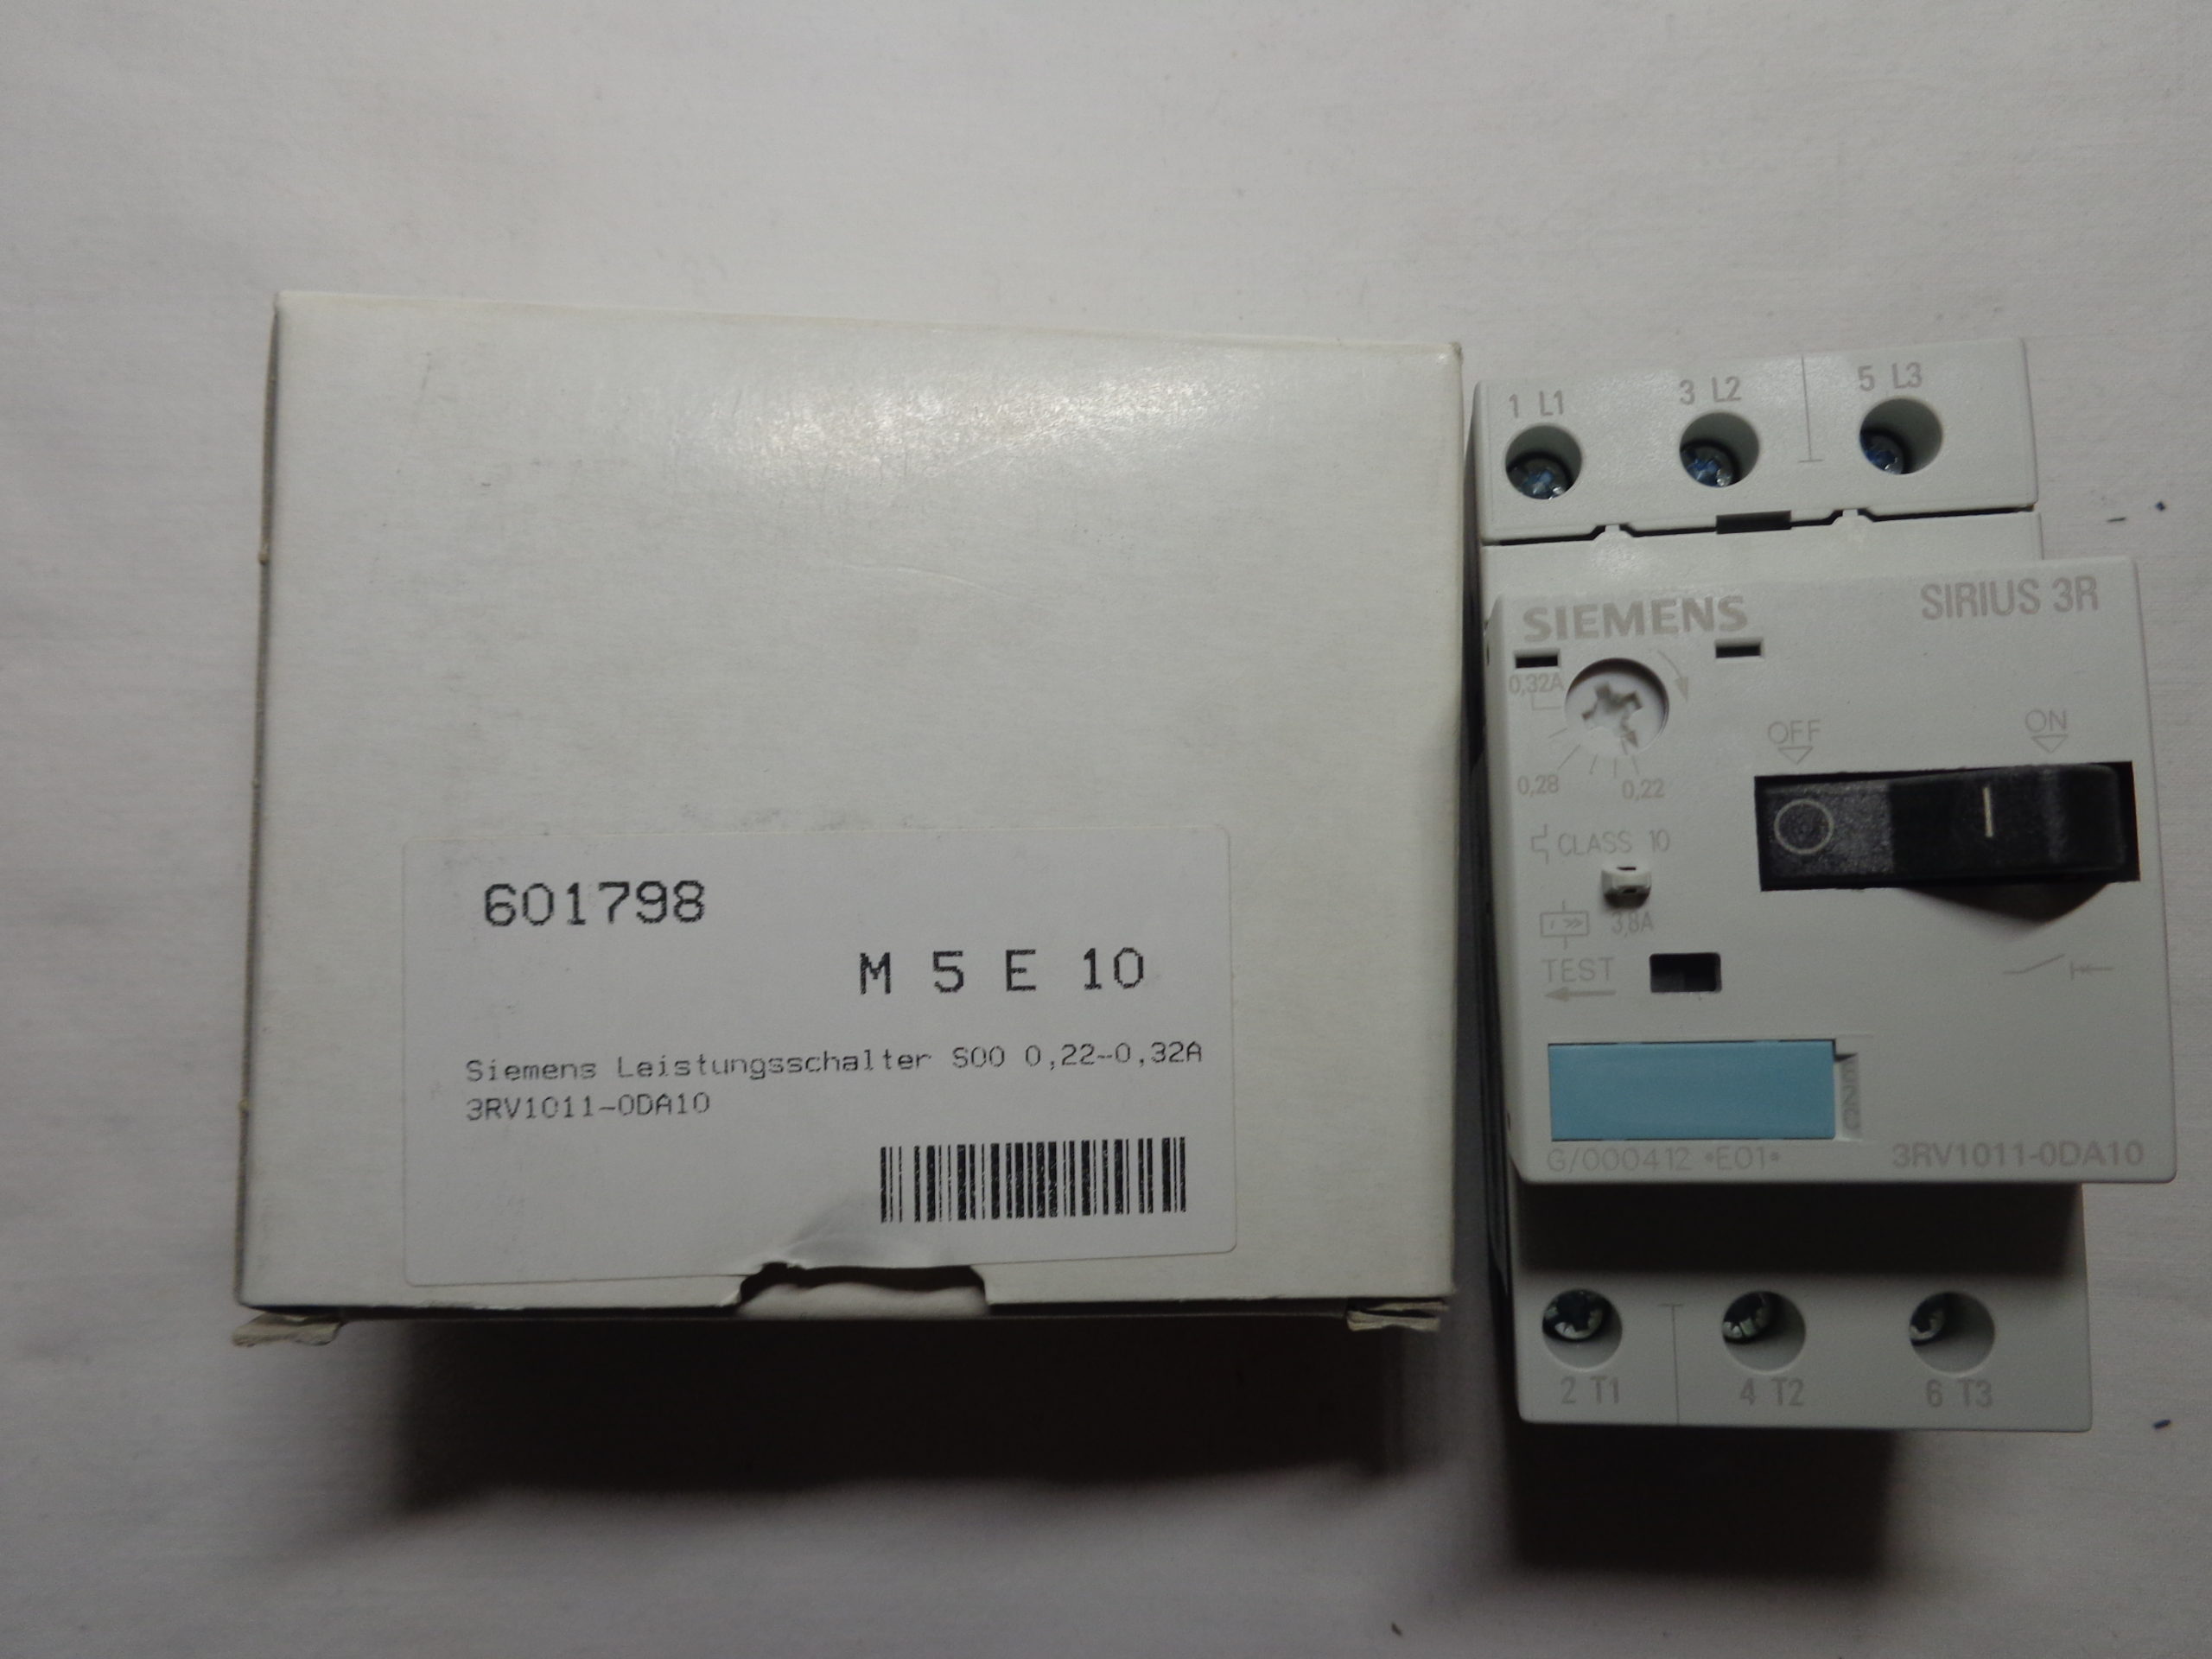 601798
M 5 E 10
Siemens Leistungsschalter S00 0,22-0,32A
3RV1011-0DA10
1 L1 3 L2 5 L3
SIEMENS SIRIUS 3R
0,32A
OFF ON
0,28 0,22
CLASS 10
3,8A
TEST
G/000412 *E01*
3RV1011-0DA10
2 T1 4 T2 6 T3